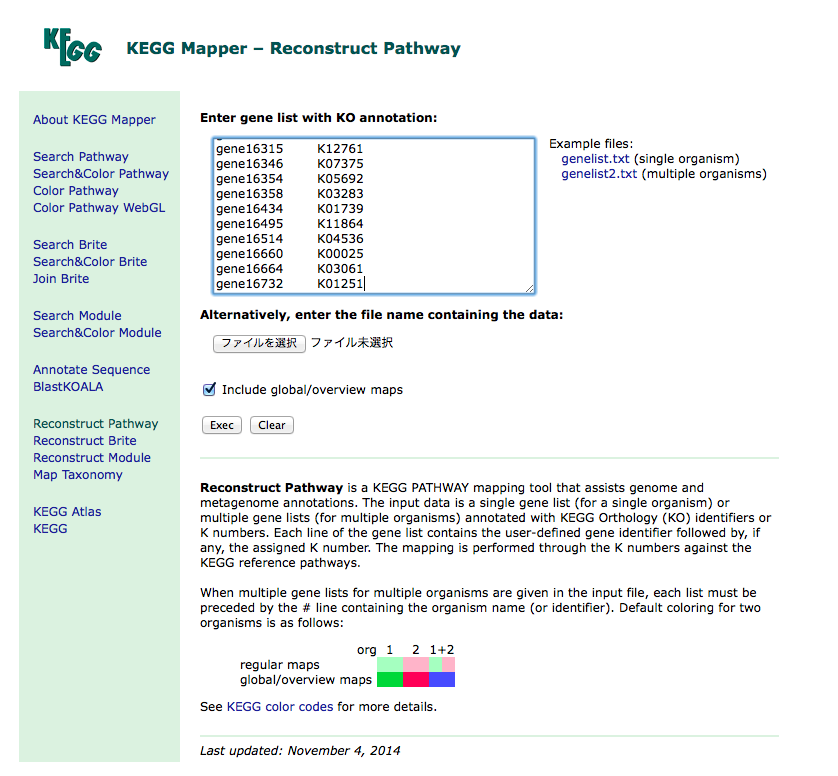 KEGG
KEGG Mapper – Reconstruct Pathway
About KEGG Mapper
Search Pathway
Search&Color Pathway
Color Pathway
Color Pathway WebGL
Search Brite
Search&Color Brite
Join Brite
Search Module
Search&Color Module
Annotate Sequence
BlastKOALA
Reconstruct Pathway
Reconstruct Brite
Reconstruct Module
Map Taxonomy
KEGG Atlas
KEGG
Enter gene list with KO annotation:
gene16315 K12761
gene16346 K07375
gene16354 K05692
gene16358 K03283
gene16434 K01739
gene16495 K11864
gene16514 K04536
gene16660 K00025
gene16664 K03061
gene16732 K01251
Example files:
genelist.txt (single organism)
genelist2.txt (multiple organisms)
Alternatively, enter the file name containing the data:
ファイルを選択 ファイル未選択
Include global/overview maps
Exec Clear
Reconstruct Pathway is a KEGG PATHWAY mapping tool that assists genome and
metagenome annotations. The input data is a single gene list (for a single organism) or
multiple gene lists (for multiple organisms) annotated with KEGG Orthology (KO) identifiers or
K numbers. Each line of the gene list contains the user-defined gene identifier followed by, if
any, the assigned K number. The mapping is performed through the K numbers against the
KEGG reference pathways.
When multiple gene lists for multiple organisms are given in the input file, each list must be
preceded by the # line containing the organism name (or identifier). Default coloring for two
organisms is as follows:
org 1 2 1+2
regular maps
global/overview maps
See KEGG color codes for more details.
Last updated: November 4, 2014